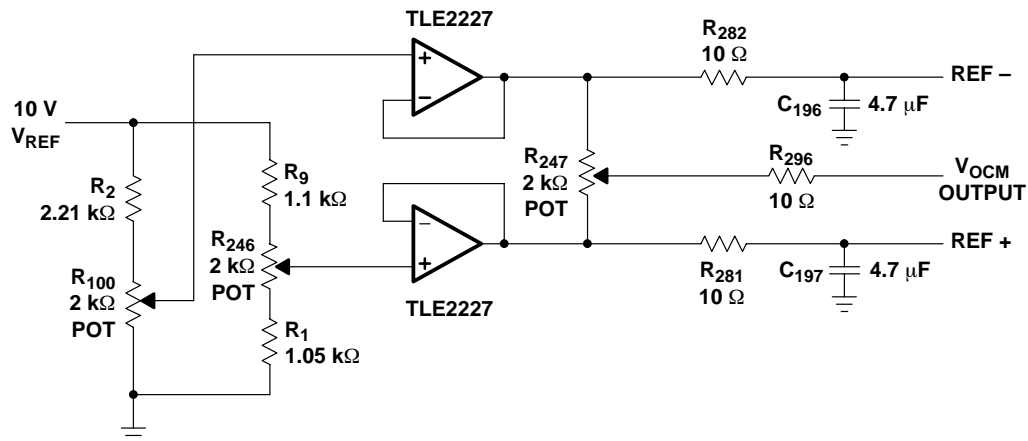 TLE2227
+
−
R282
10 Ω
REF −
C196
4.7 μF
10 V
VREF
R2
2.21 kΩ
R9
1.1 kΩ
R247
2 kΩ
POT
R296
10 Ω
VOCM
OUTPUT
R100
2 kΩ
POT
R246
2 kΩ
POT
−
+
TLE2227
R281
10 Ω
REF +
C197
4.7 μF
R1
1.05 kΩ